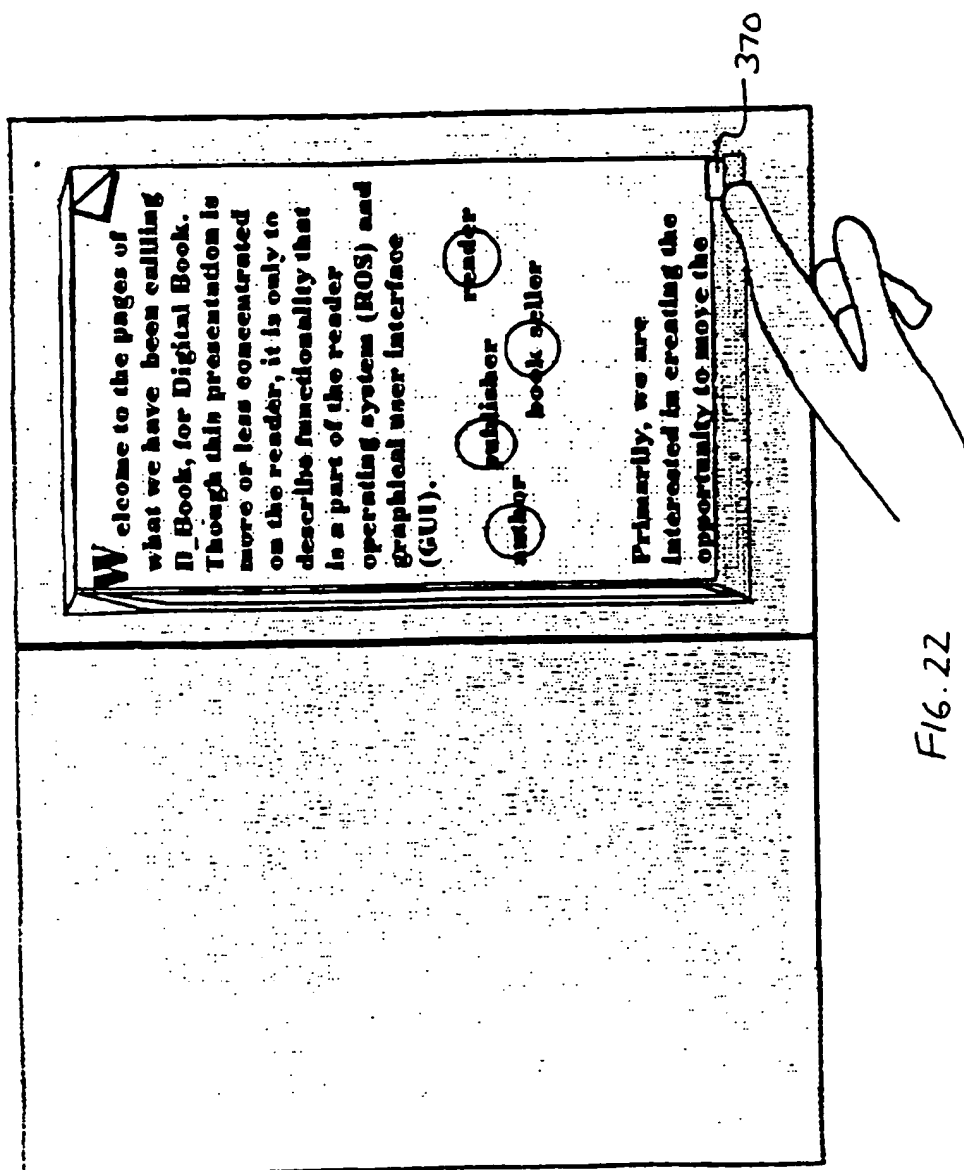 Welcome to the pages of
what we have been callling
D_Book, for Digital Book.
Though this presentation is
more or less concentrated
on the reader, it is only to
describe functionality that
is a part of the reader
operating system (ROS) and
graphical user interface
(GUI).
author publisher book seller reader
Primarily, we are
interested in creating the
opportunity to move the
370
FIG. 22